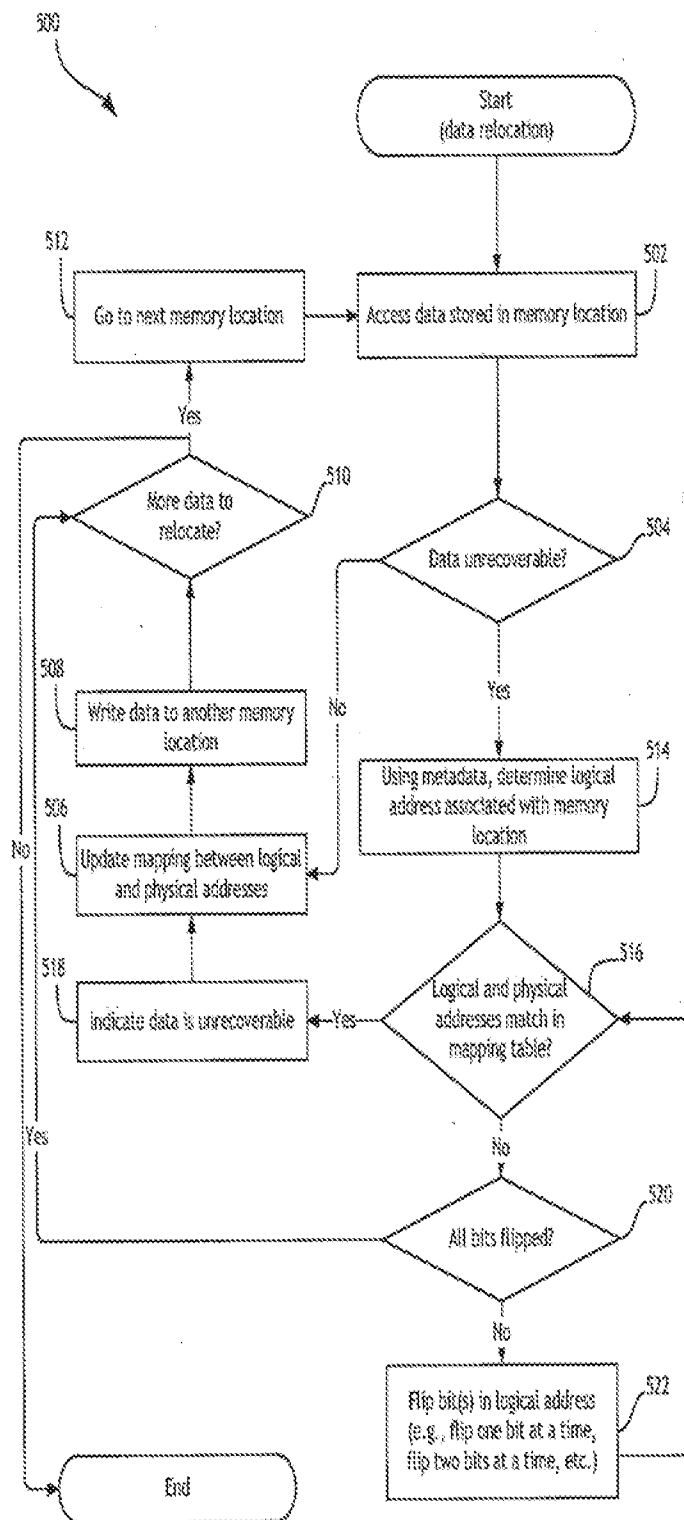 500
Start
(data relocation)
512
502
Go to next memory location
Access data stored in memory location
Yes
510
More data to
relocate?
504
Data unrecoverable?
508
Write data to another memory
location
No
Yes
514
Using metadata, determine logical
address associated with memory
location
506
Update mapping between logical
and physical addresses
No
516
Logical and physical
addresses match in
mapping table?
518
Indicate data is unrecoverable
Yes
Yes
No
520
All bits flipped?
No
522
Flip bit(s) in logical address
(e.g., flip one bit at a time,
flip two bits at a time, etc.)
End